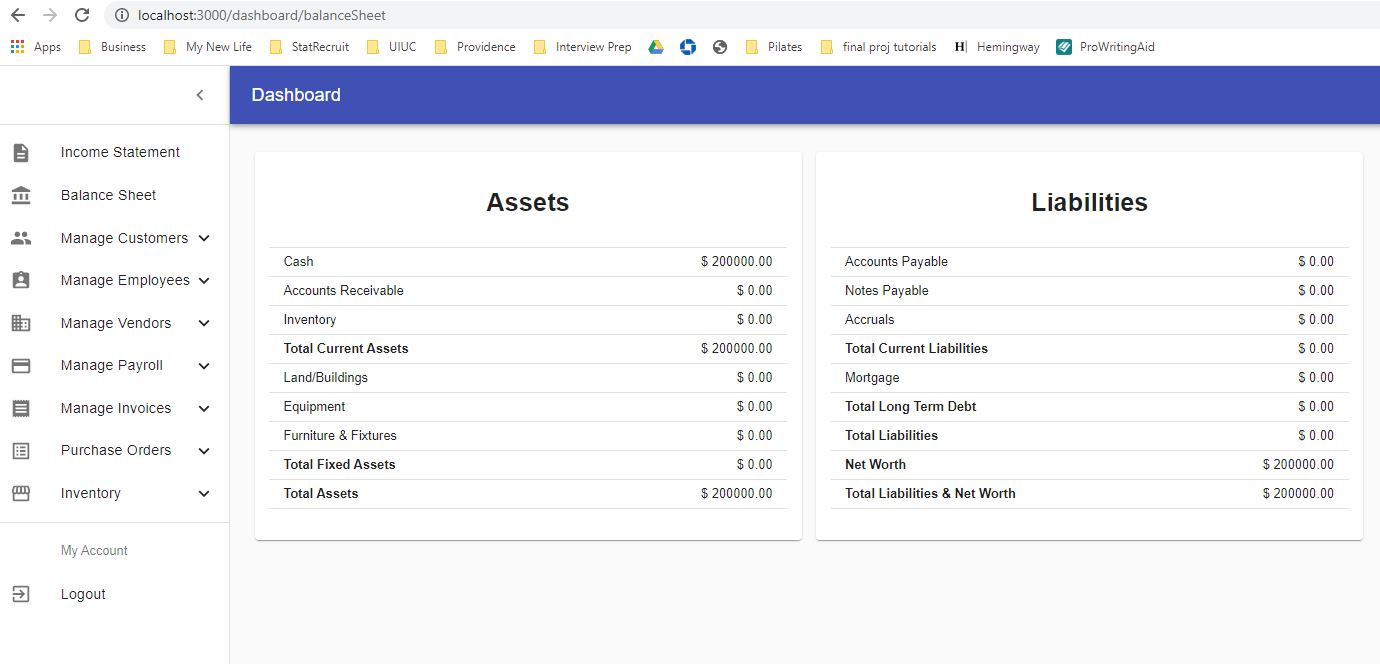 localhost:3000/dashboard/balanceSheet
Apps Business My New Life StatRecruit UIUC Providence Interview Prep Pilates final proj tutorials H Hemingway ProWritingAid
Dashboard
Income Statement
Balance Sheet
Manage Customers
Manage Employees
Manage Vendors
Manage Payroll
Manage Invoices
Purchase Orders
Inventory
My Account
Logout
Assets
Cash $ 200000.00
Accounts Receivable $ 0.00
Inventory $ 0.00
Total Current Assets $ 200000.00
Land/Buildings $ 0.00
Equipment $ 0.00
Furniture & Fixtures $ 0.00
Total Fixed Assets $ 0.00
Total Assets $ 200000.00
Liabilities
Accounts Payable $ 0.00
Notes Payable $ 0.00
Accruals $ 0.00
Total Current Liabilities $ 0.00
Mortgage $ 0.00
Total Long Term Debt $ 0.00
Total Liabilities $ 0.00
Net Worth $ 200000.00
Total Liabilities & Net Worth $ 200000.00